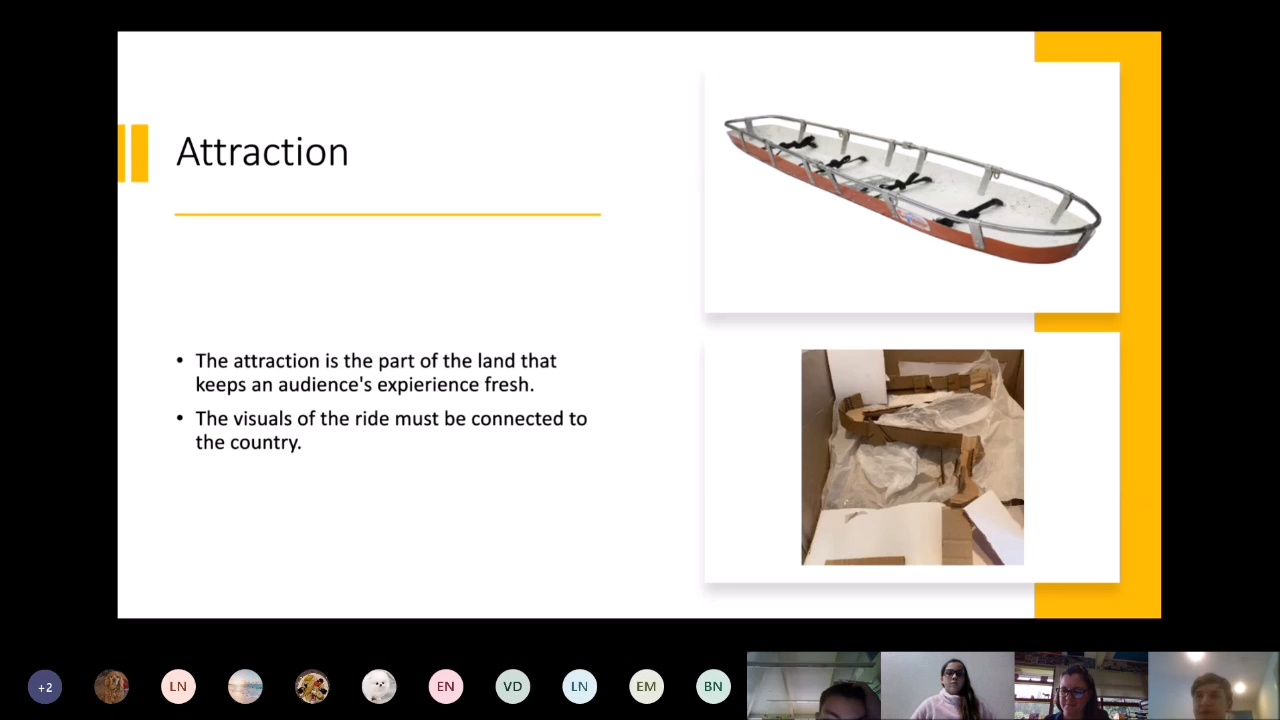 Attraction
• The attraction is the part of the land that
keeps an audience's expierience fresh.
• The visuals of the ride must be connected to
the country.
+2
LN
EN
VD
LN
EM
BN